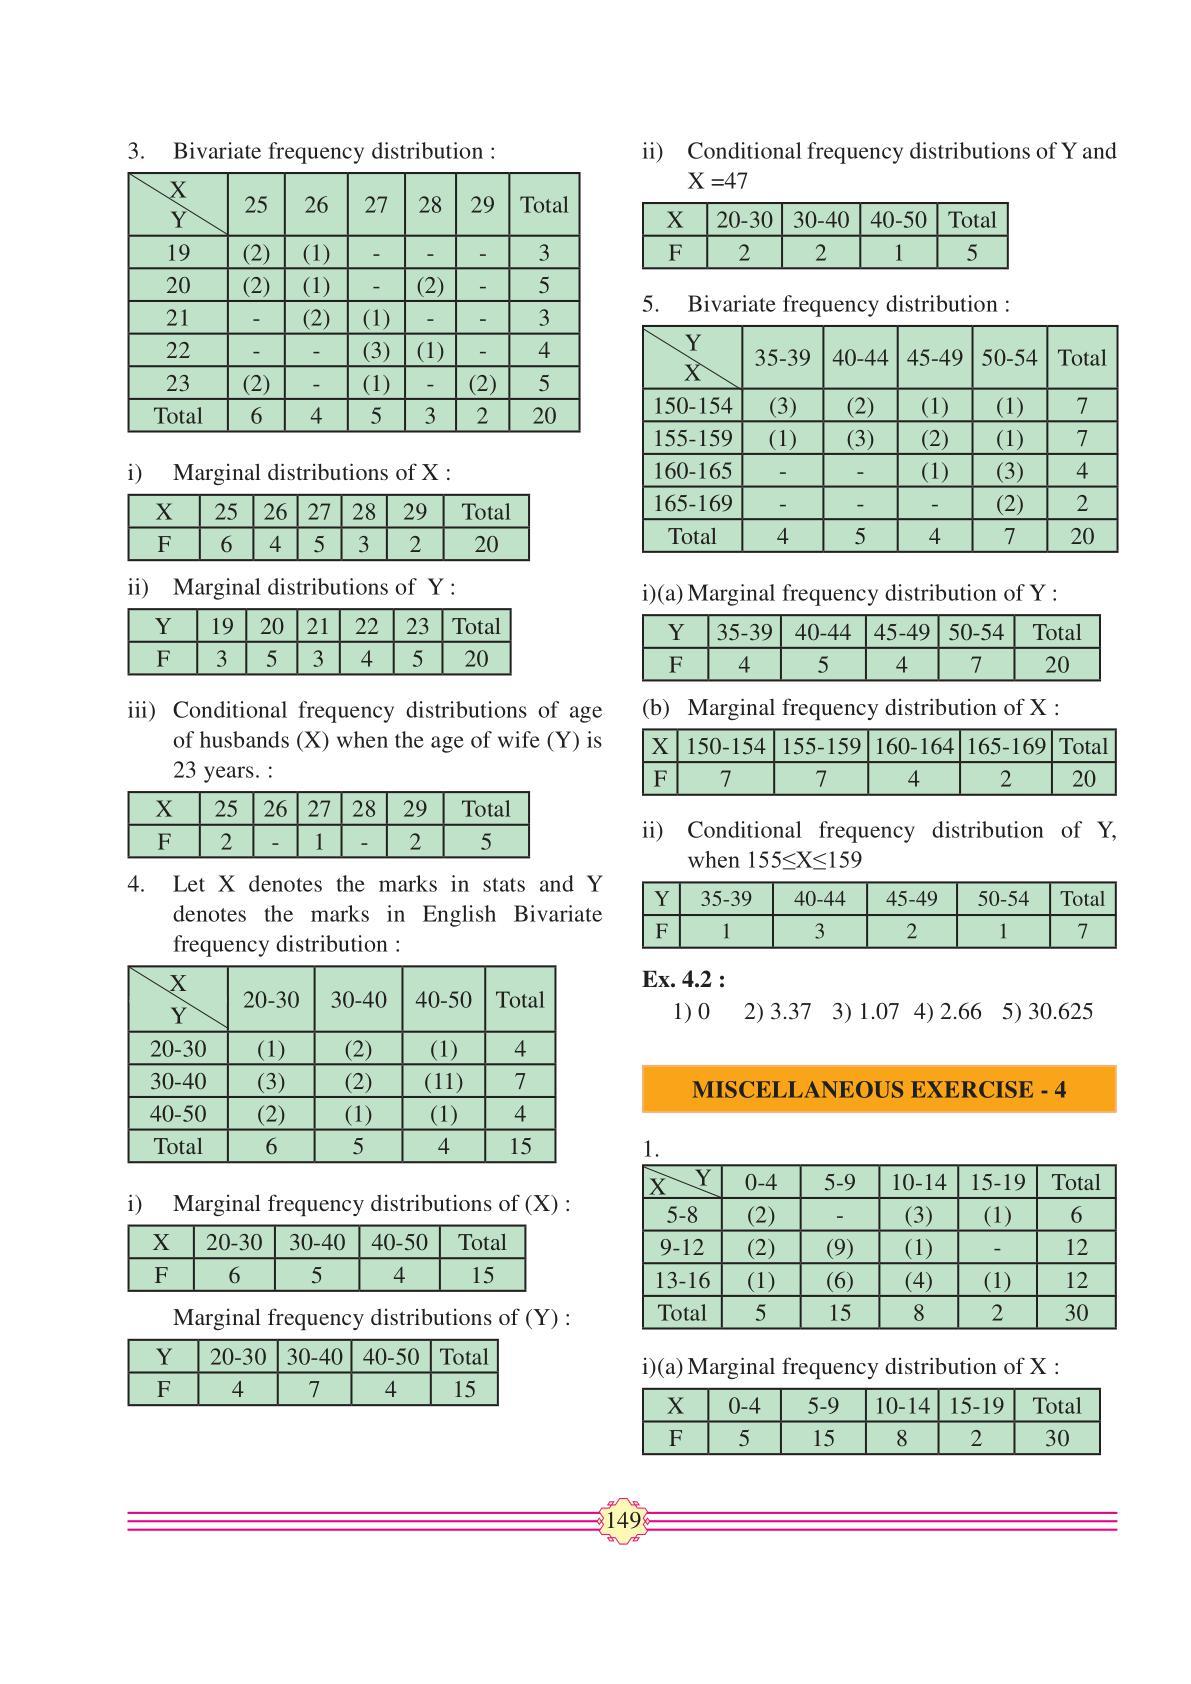 3. Bivariate frequency distribution :
X
Y 25 26 27 28 29 Total
19 (2) (1) - - - 3
20 (2) (1) - (2) - 5
21 - (2) (1) - - 3
22 - - (3) (1) - 4
23 (2) - (1) - (2) 5
Total 6 4 5 3 2 20
i) Marginal distributions of X :
X 25 26 27 28 29 Total
F 6 4 5 3 2 20
ii) Marginal distributions of Y :
Y 19 20 21 22 23 Total
F 3 5 3 4 5 20
iii) Conditional frequency distributions of age
of husbands (X) when the age of wife (Y) is
23 years. :
X 25 26 27 28 29 Total
F 2 - 1 - 2 5
4. Let X denotes the marks in stats and Y
denotes the marks in English Bivariate
frequency distribution :
X
Y 20-30 30-40 40-50 Total
20-30 (1) (2) (1) 4
30-40 (3) (2) (11) 7
40-50 (2) (1) (1) 4
Total 6 5 4 15
i) Marginal frequency distributions of (X) :
X 20-30 30-40 40-50 Total
F 6 5 4 15
Marginal frequency distributions of (Y) :
Y 20-30 30-40 40-50 Total
F 4 7 4 15
ii) Conditional frequency distributions of Y and
X =47
X 20-30 30-40 40-50 Total
F 2 2 1 5
5. Bivariate frequency distribution :
Y
X 35-39 40-44 45-49 50-54 Total
150-154 (3) (2) (1) (1) 7
155-159 (1) (3) (2) (1) 7
160-165 - - (1) (3) 4
165-169 - - - (2) 2
Total 4 5 4 7 20
i)(a) Marginal frequency distribution of Y :
Y 35-39 40-44 45-49 50-54 Total
F 4 5 4 7 20
(b) Marginal frequency distribution of X :
X 150-154 155-159 160-164 165-169 Total
F 7 7 4 2 20
ii) Conditional frequency distribution of Y,
when 155≤X≤159
Y 35-39 40-44 45-49 50-54 Total
F 1 3 2 1 7
Ex. 4.2 :
1) 0 2) 3.37 3) 1.07 4) 2.66 5) 30.625
MISCELLANEOUS EXERCISE - 4
1.
X Y 0-4 5-9 10-14 15-19 Total
5-8 (2) - (3) (1) 6
9-12 (2) (9) (1) - 12
13-16 (1) (6) (4) (1) 12
Total 5 15 8 2 30
i)(a) Marginal frequency distribution of X :
X 0-4 5-9 10-14 15-19 Total
F 5 15 8 2 30
149